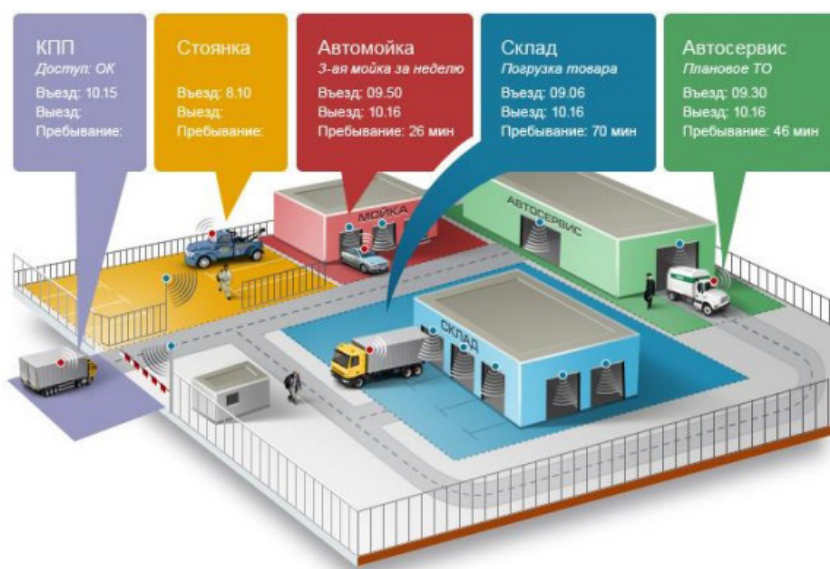 КПП
Доступ: ОК
Въезд: 10.15
Выезд:
Пребывание:
Стоянка
Въезд: 8.10
Выезд:
Пребывание:
Автомойка
3-ая мойка за неделю
Въезд: 09.50
Выезд: 10.16
Пребывание: 26 мин
Склад
Погрузка товара
Въезд: 09.06
Выезд: 10.16
Пребывание: 70 мин
Автосервис
Плановое ТО
Въезд: 09.30
Выезд: 10.16
Пребывание: 46 мин
МОЙКА
АВТОСЕРВИС
СКЛАД